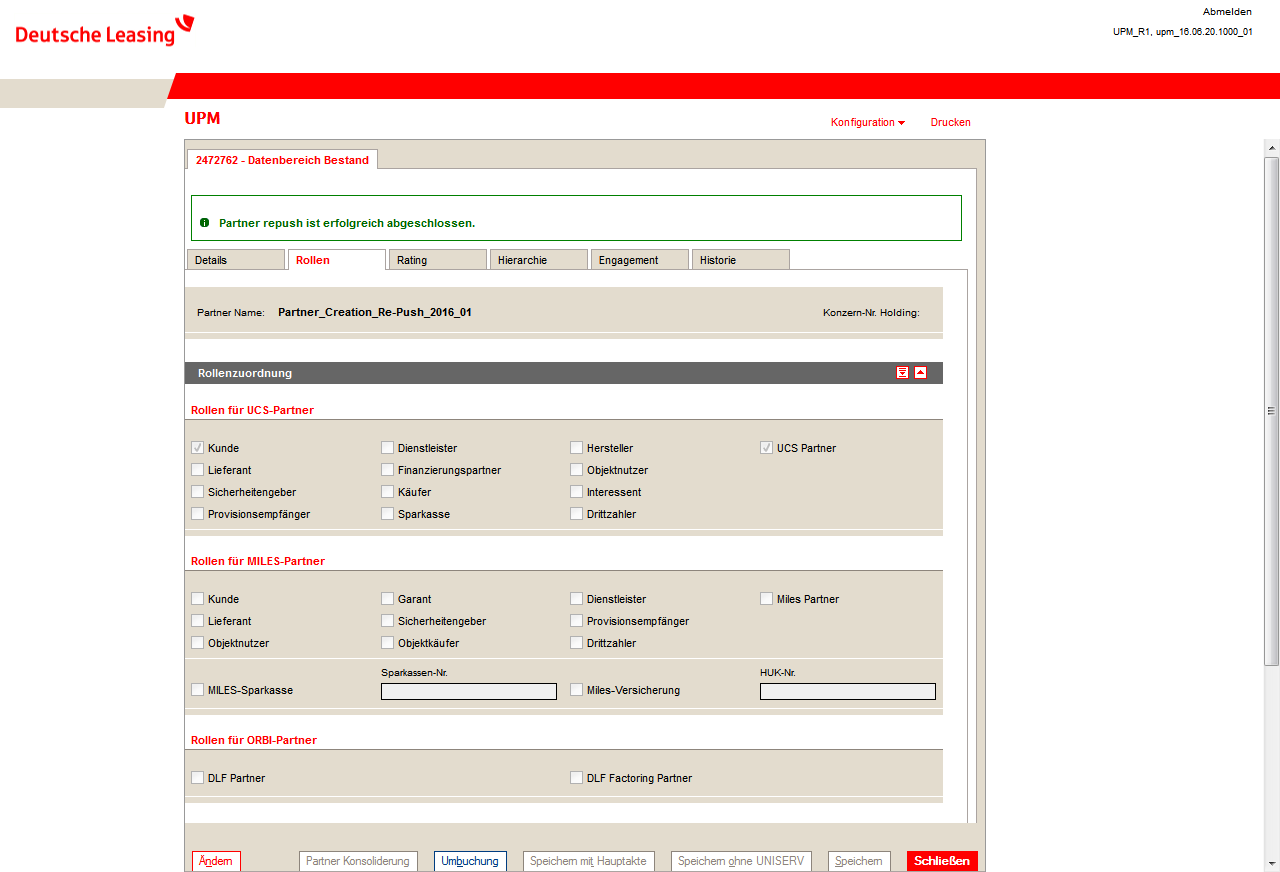 Deutsche Leasing
Abmelden
UPM_R1, upm_16.06.20.1000_01
UPM
Konfiguration
Drucken
2472762 - Datenbereich Bestand
Partner repush ist erfolgreich abgeschlossen.
Details Rollen Rating Hierarchie Engagement Historie
Partner Name: Partner_Creation_Re-Push_2016_01 Konzern-Nr. Holding:
Rollenzuordnung
Rollen für UCS-Partner
Kunde Dienstleister Hersteller UCS Partner
Lieferant Finanzierungspartner Objektnutzer
Sicherheitengeber Käufer Interessent
Provisionsempfänger Sparkasse Drittzahler
Rollen für MILES-Partner
Kunde Garant Dienstleister Miles Partner
Lieferant Sicherheitengeber Provisionsempfänger
Objektnutzer Objektkäufer Drittzahler
Sparkassen-Nr. HUK-Nr.
MILES-Sparkasse Miles-Versicherung
Rollen für ORBI-Partner
DLF Partner DLF Factoring Partner
Ändern Partner Konsoliderung Umbuchung Speichern mit Hauptakte Speichern ohne UNISERV Speichern Schließen